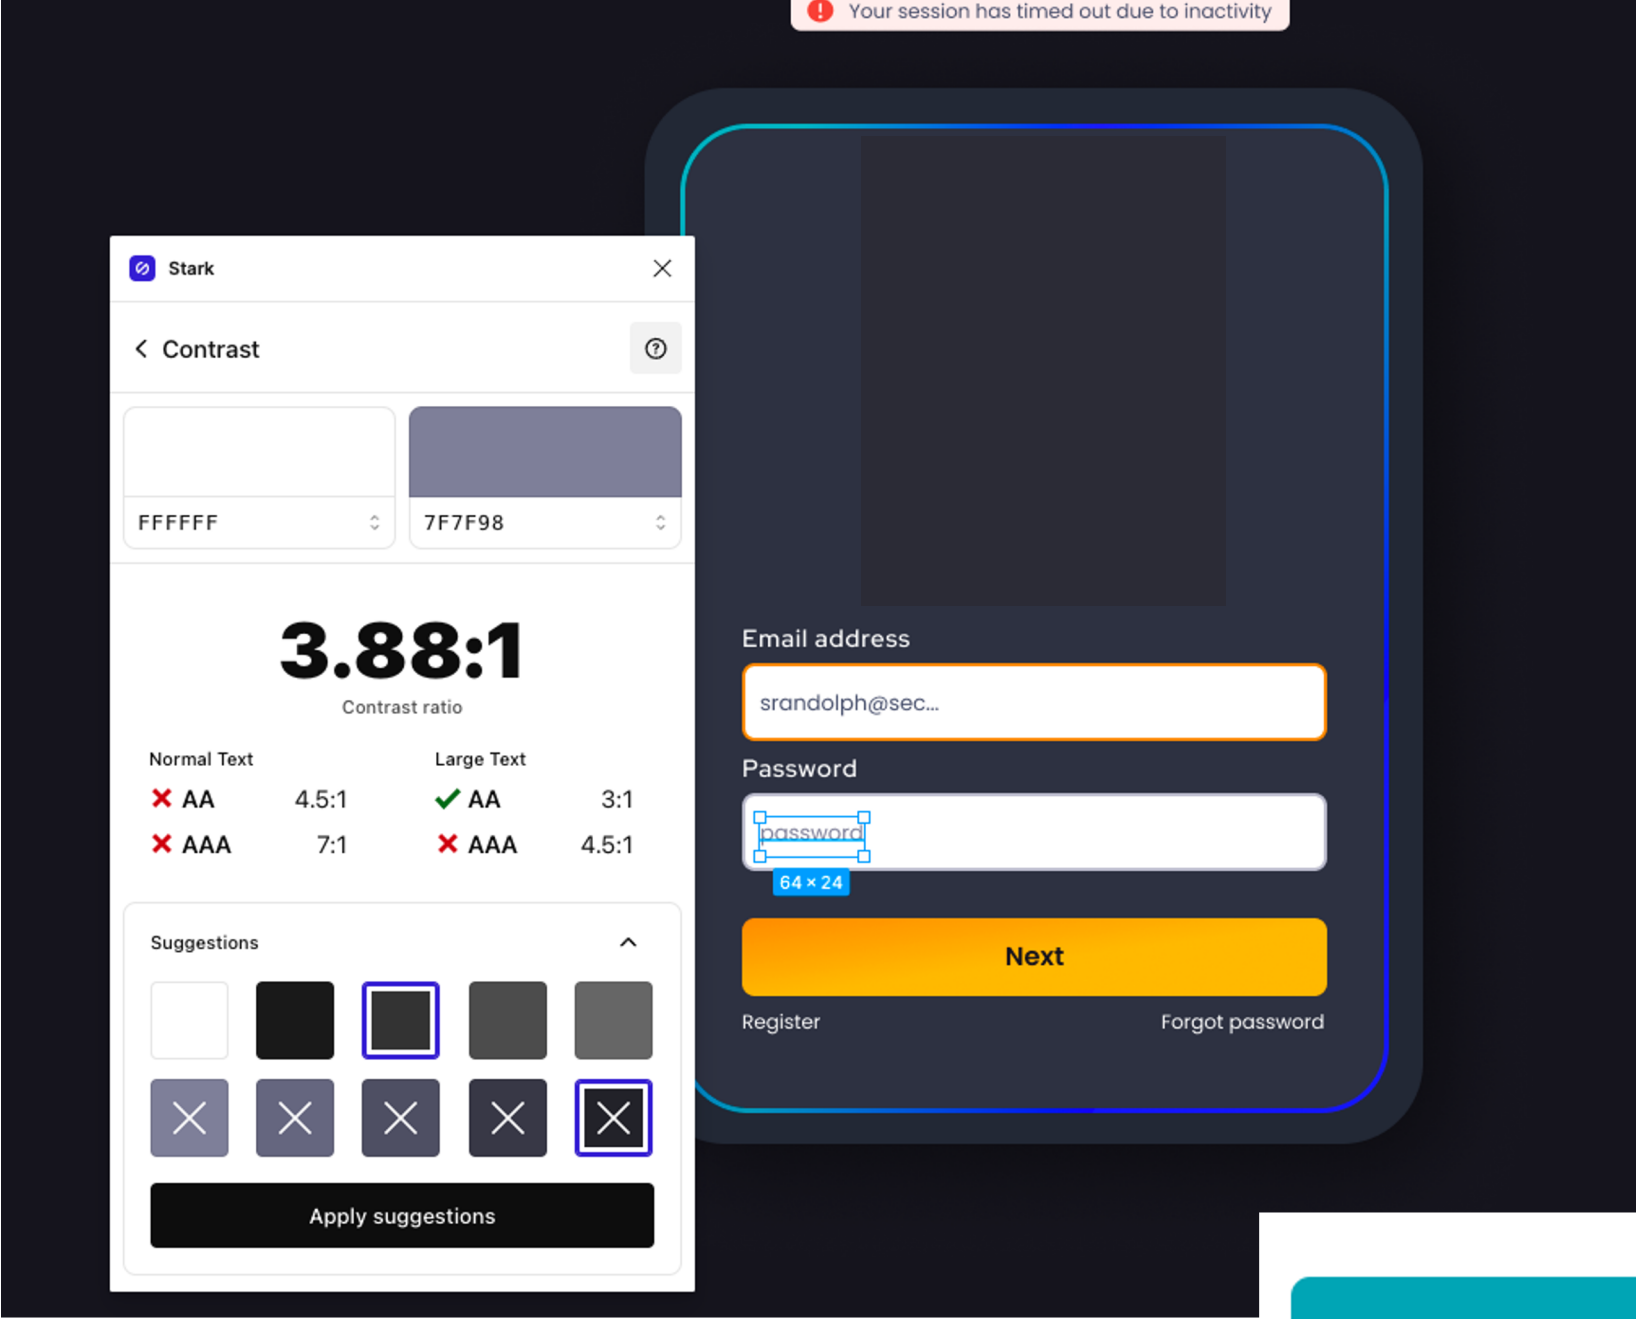 Your session has timed out due to inactivity
Stark
Contrast
FFFFFF 7F7F98
3.88:1
Contrast ratio
Normal Text Large Text
AA 4.5:1 AA 3:1
AAA 7:1 AAA 4.5:1
Suggestions
Apply suggestions
Email address
srandolph@sec...
Password
password
64 × 24
Next
Register Forgot password